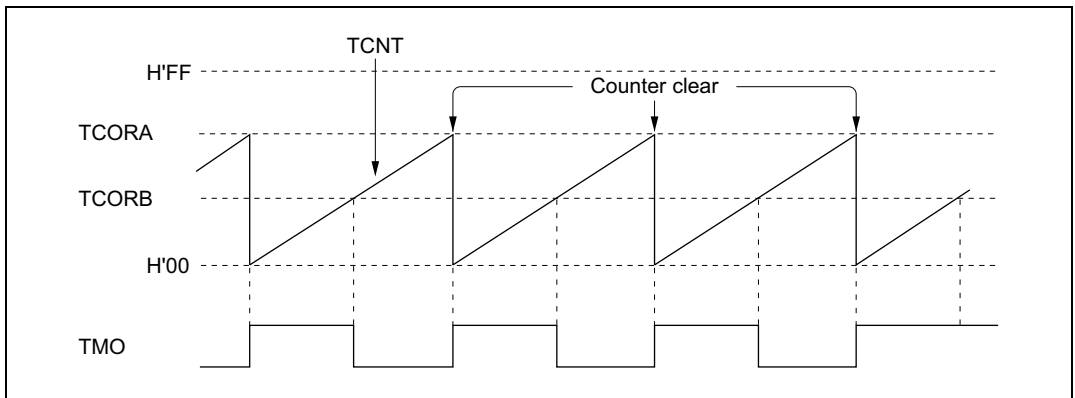 TCNT
H'FF
Counter clear
TCORA
TCORB
H'00
TMO